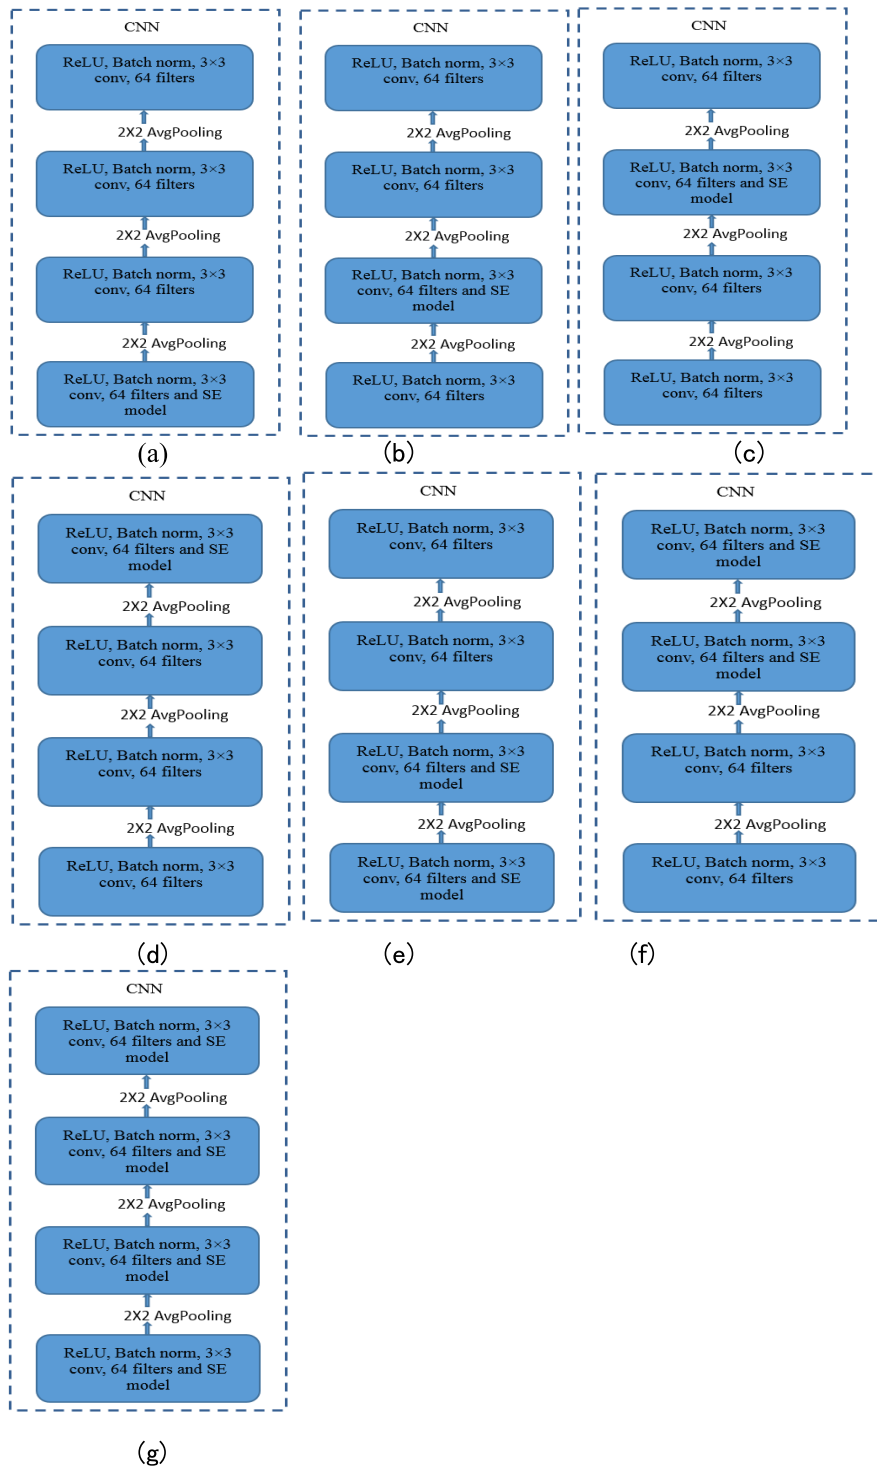 CNN
ReLU, Batch norm, 3×3
conv, 64 filters
2X2 AvgPooling
ReLU, Batch norm, 3×3
conv, 64 filters
2X2 AvgPooling
ReLU, Batch norm, 3×3
conv, 64 filters
2X2 AvgPooling
ReLU, Batch norm, 3×3
conv, 64 filters and SE
model
(a)
CNN
ReLU, Batch norm, 3×3
conv, 64 filters
2X2 AvgPooling
ReLU, Batch norm, 3×3
conv, 64 filters
2X2 AvgPooling
ReLU, Batch norm, 3×3
conv, 64 filters and SE
model
2X2 AvgPooling
ReLU, Batch norm, 3×3
conv, 64 filters
(b)
CNN
ReLU, Batch norm, 3×3
conv, 64 filters
2X2 AvgPooling
ReLU, Batch norm, 3×3
conv, 64 filters and SE
model
2X2 AvgPooling
ReLU, Batch norm, 3×3
conv, 64 filters
2X2 AvgPooling
ReLU, Batch norm, 3×3
conv, 64 filters
(c)
CNN
ReLU, Batch norm, 3×3
conv, 64 filters and SE
model
2X2 AvgPooling
ReLU, Batch norm, 3×3
conv, 64 filters
2X2 AvgPooling
ReLU, Batch norm, 3×3
conv, 64 filters
2X2 AvgPooling
ReLU, Batch norm, 3×3
conv, 64 filters
(d)
CNN
ReLU, Batch norm, 3×3
conv, 64 filters
2X2 AvgPooling
ReLU, Batch norm, 3×3
conv, 64 filters
2X2 AvgPooling
ReLU, Batch norm, 3×3
conv, 64 filters and SE
model
2X2 AvgPooling
ReLU, Batch norm, 3×3
conv, 64 filters and SE
model
(e)
CNN
ReLU, Batch norm, 3×3
conv, 64 filters and SE
model
2X2 AvgPooling
ReLU, Batch norm, 3×3
conv, 64 filters and SE
model
2X2 AvgPooling
ReLU, Batch norm, 3×3
conv, 64 filters
2X2 AvgPooling
ReLU, Batch norm, 3×3
conv, 64 filters
(f)
CNN
ReLU, Batch norm, 3×3
conv, 64 filters and SE
model
2X2 AvgPooling
ReLU, Batch norm, 3×3
conv, 64 filters and SE
model
2X2 AvgPooling
ReLU, Batch norm, 3×3
conv, 64 filters and SE
model
2X2 AvgPooling
ReLU, Batch norm, 3×3
conv, 64 filters and SE
model
(g)